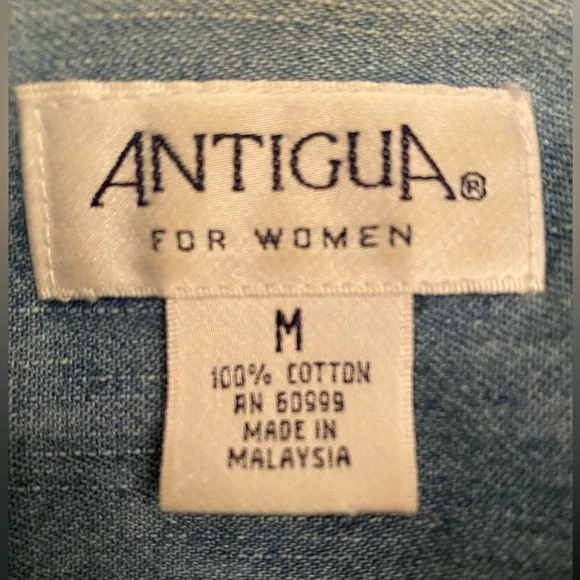 ANTIGUA®
FOR WOMEN
M
100% COTTON
RN 60999
MADE IN
MALAYSIA